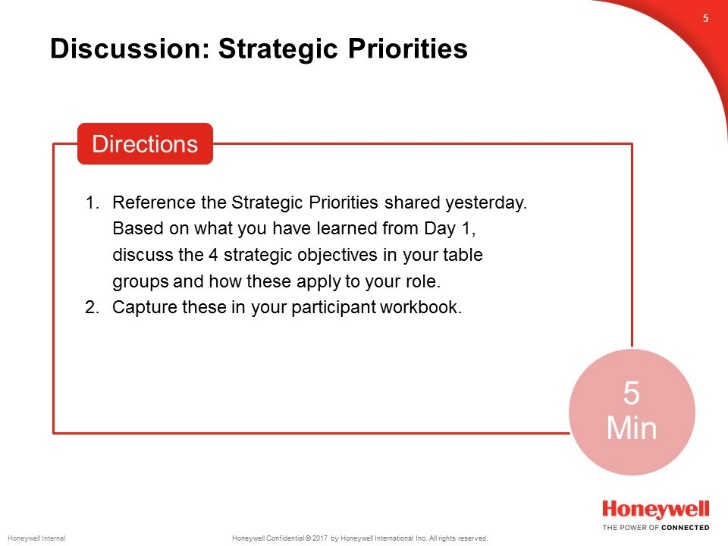 5
Discussion: Strategic Priorities
Directions
1. Reference the Strategic Priorities shared yesterday.
Based on what you have learned from Day 1,
discuss the 4 strategic objectives in your table
groups and how these apply to your role.
2. Capture these in your participant workbook.
5
Min
Honeywell
THE POWER OF CONNECTED
Honeywell Internal
Honeywell Confidential © 2017 by Honeywell International Inc. All rights reserved.